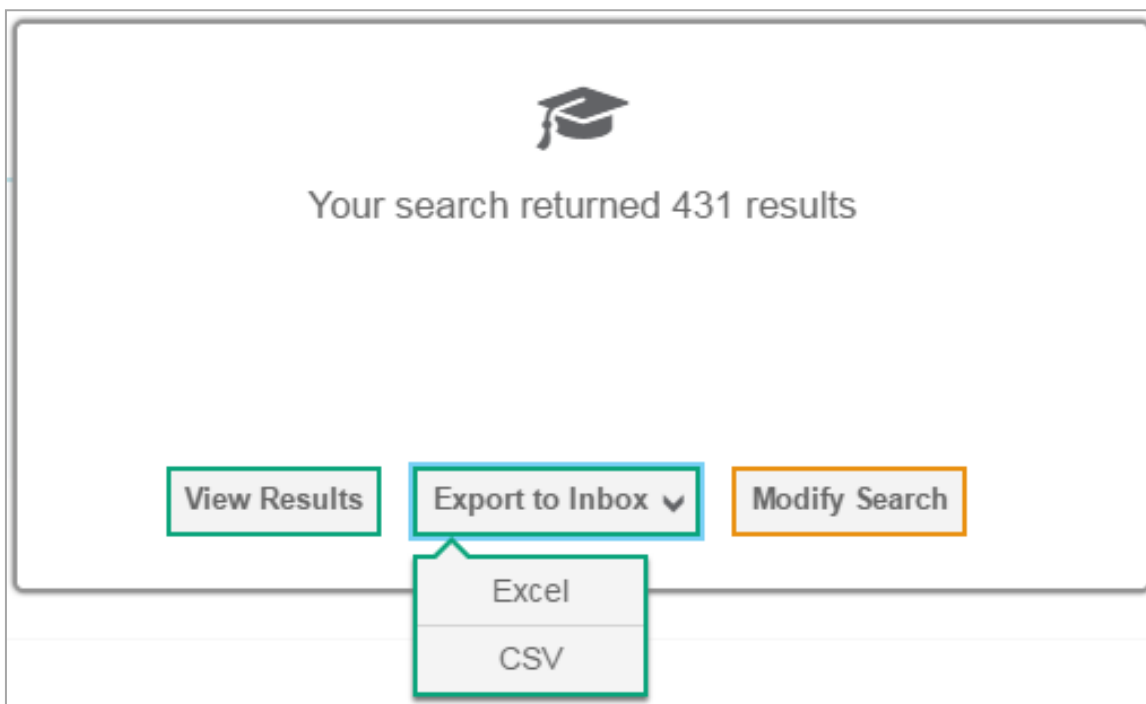 Your search returned 431 results
View Results
Export to Inbox
Modify Search
Excel
CSV